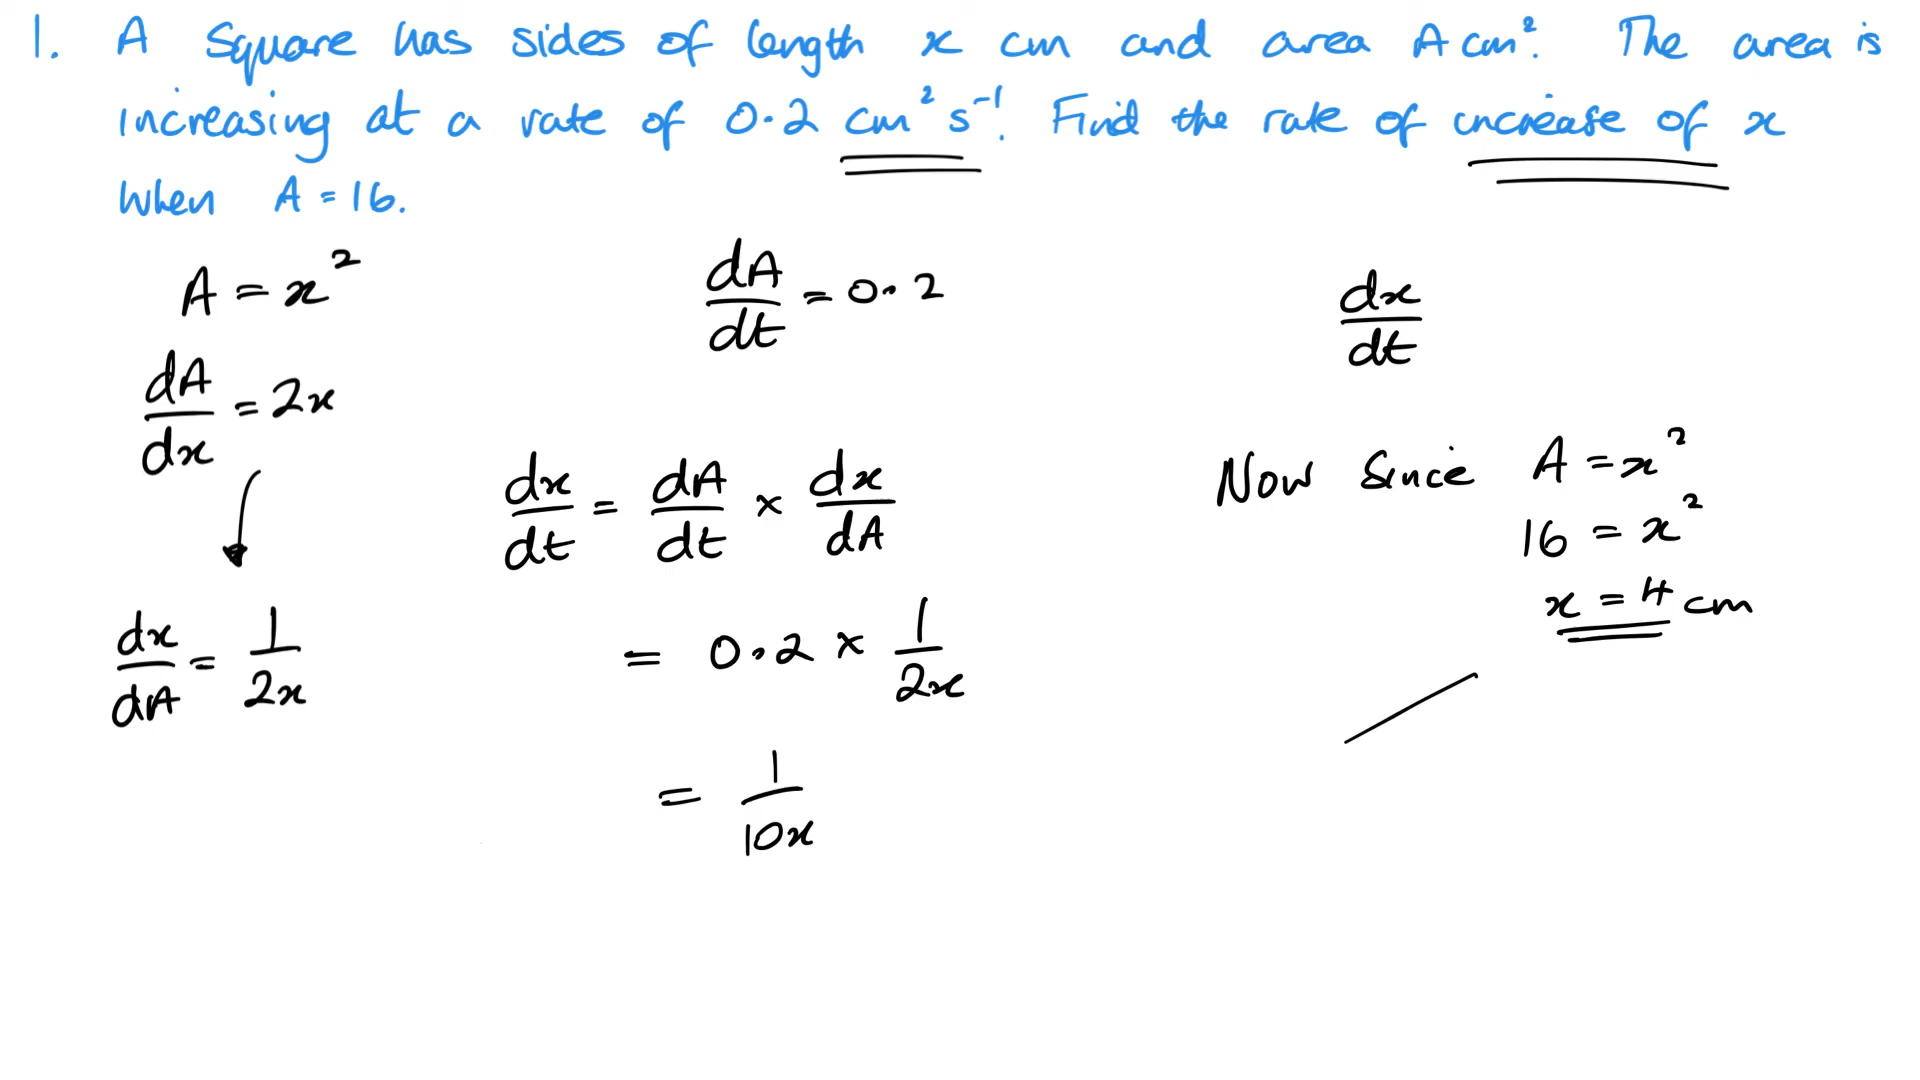 1. A square has sides of length x cm and area A cm². The area is
increasing at a rate of 0.2 cm² s⁻¹. Find the rate of increase of x
when A = 16.
A = x²
dA/dt = 0.2
dx/dt
dA/dx = 2x
dx/dt = dA/dt × dx/dA
Now since A = x²
16 = x²
x = 4 cm
dx/dA = 1/2x
= 0.2 × 1/2x
= 1/10x